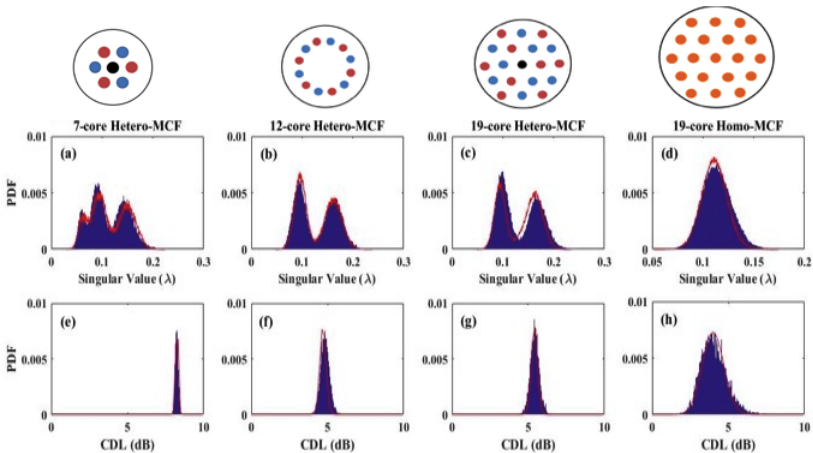 7-core Hetero-MCF 12-core Hetero-MCF 19-core Hetero-MCF 19-core Homo-MCF
0.01 0.01 0.01 0.01
(a) (b) (c) (d)
PDF
0.005 0.005 0.005 0.005
0 0 0 0
0 0.1 0.2 0.3 0 0.1 0.2 0.3 0 0.1 0.2 0.3 0.05 0.1 0.15 0.2
Singular Value (λ) Singular Value (λ) Singular Value (λ) Singular Value (λ)
0.01 0.01 0.01 0.01
(e) (f) (g) (h)
PDF
0.005 0.005 0.005 0.005
0 0 0 0
0 5 10 0 5 10 0 5 10 0 5 10
CDL (dB) CDL (dB) CDL (dB) CDL (dB)